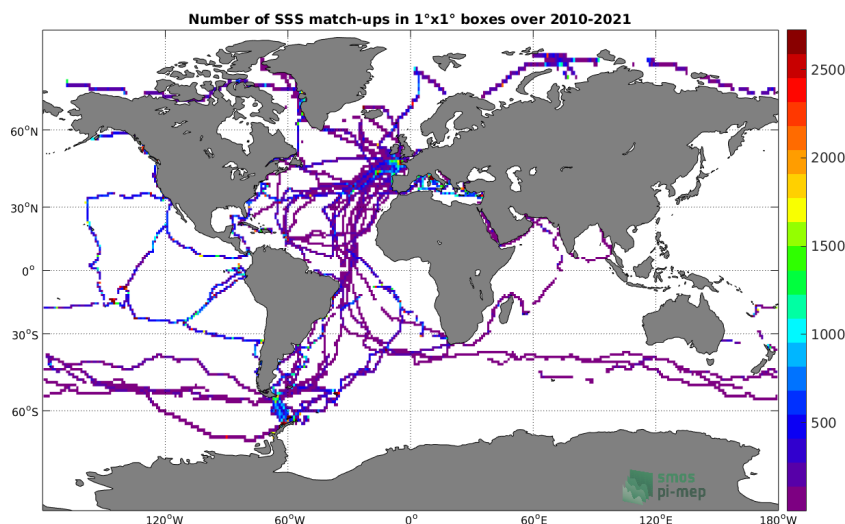 Number of SSS match-ups in 1°x1° boxes over 2010-2021
60°N
30°N
0°
30°S
60°S
120°W
60°W
0°
60°E
120°E
180°W
2500
2000
1500
1000
500
smos
pi-mep